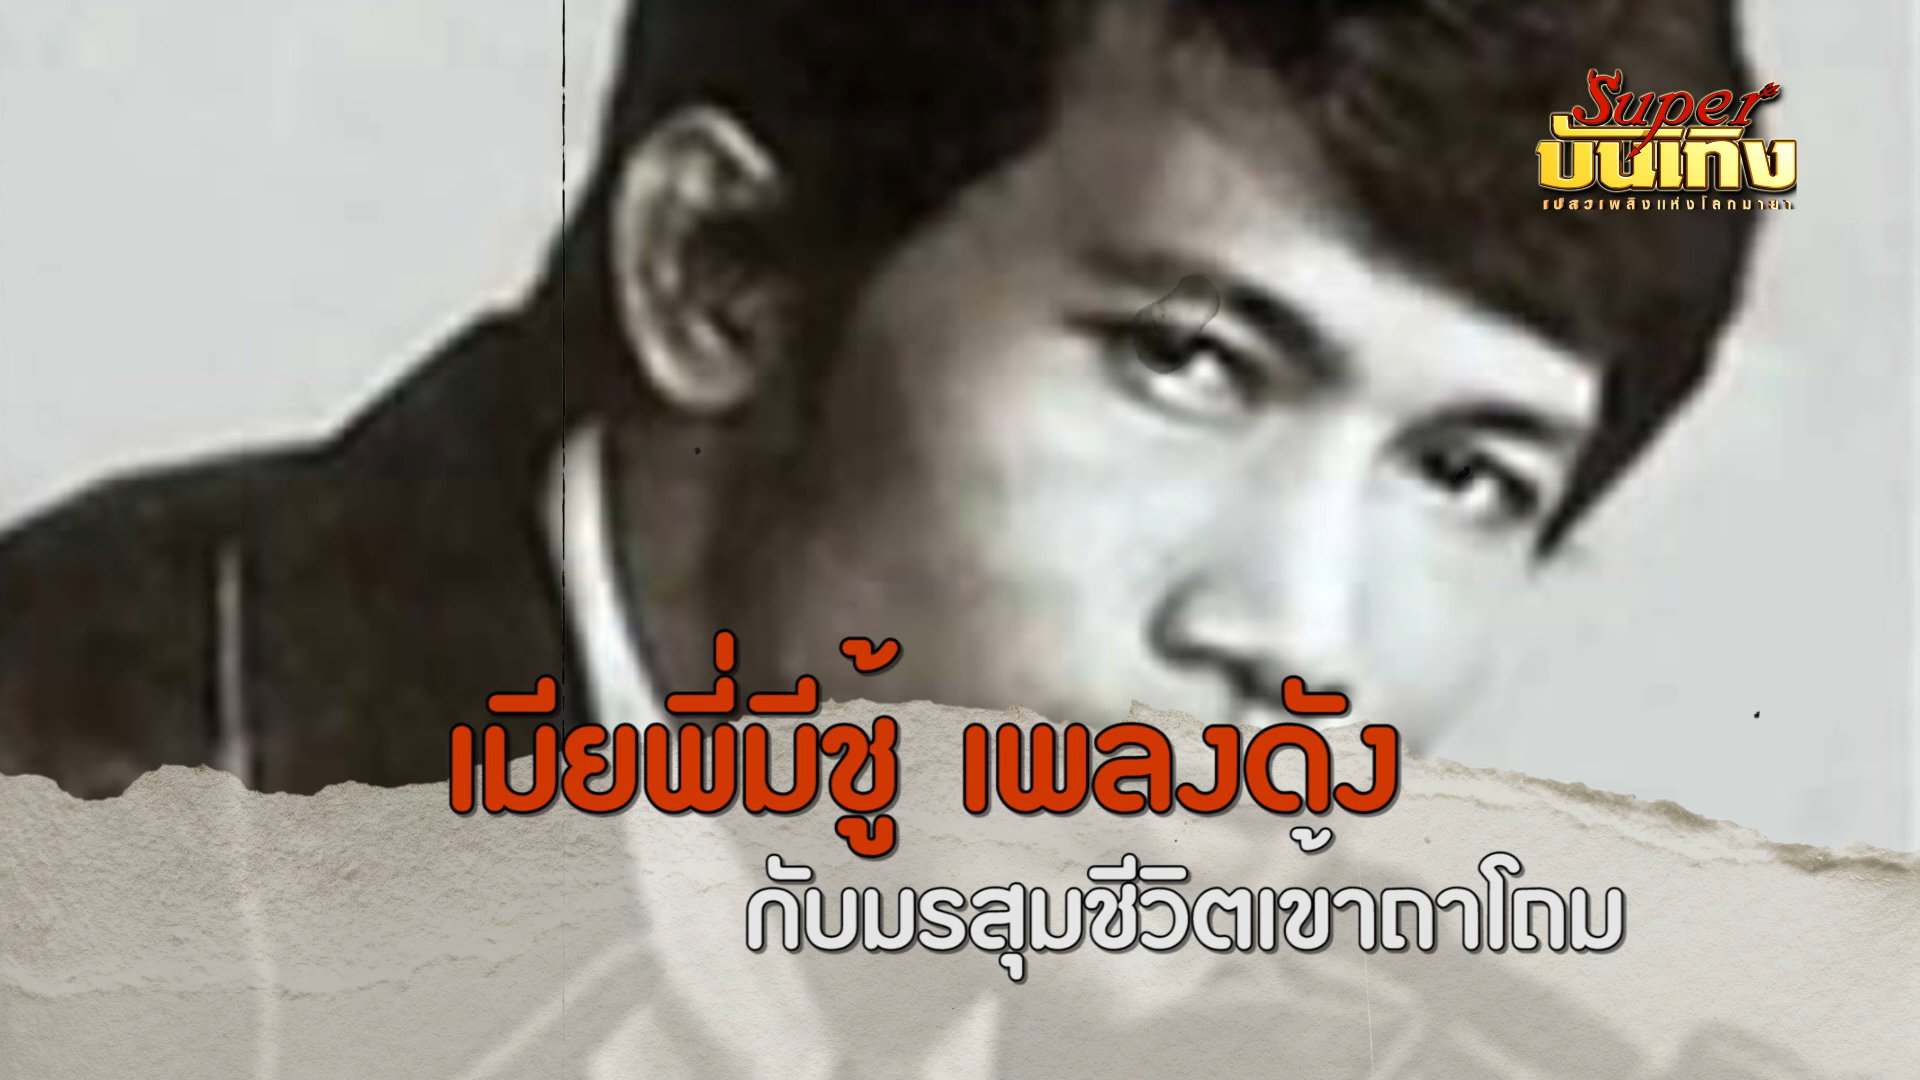 Super
บันเทิง
เปลวเพลิงแห่งโลกมายา
เมียพี่มีชู้ เพลงดัง
กับมรสุมชีวิตเข้าถาโถม